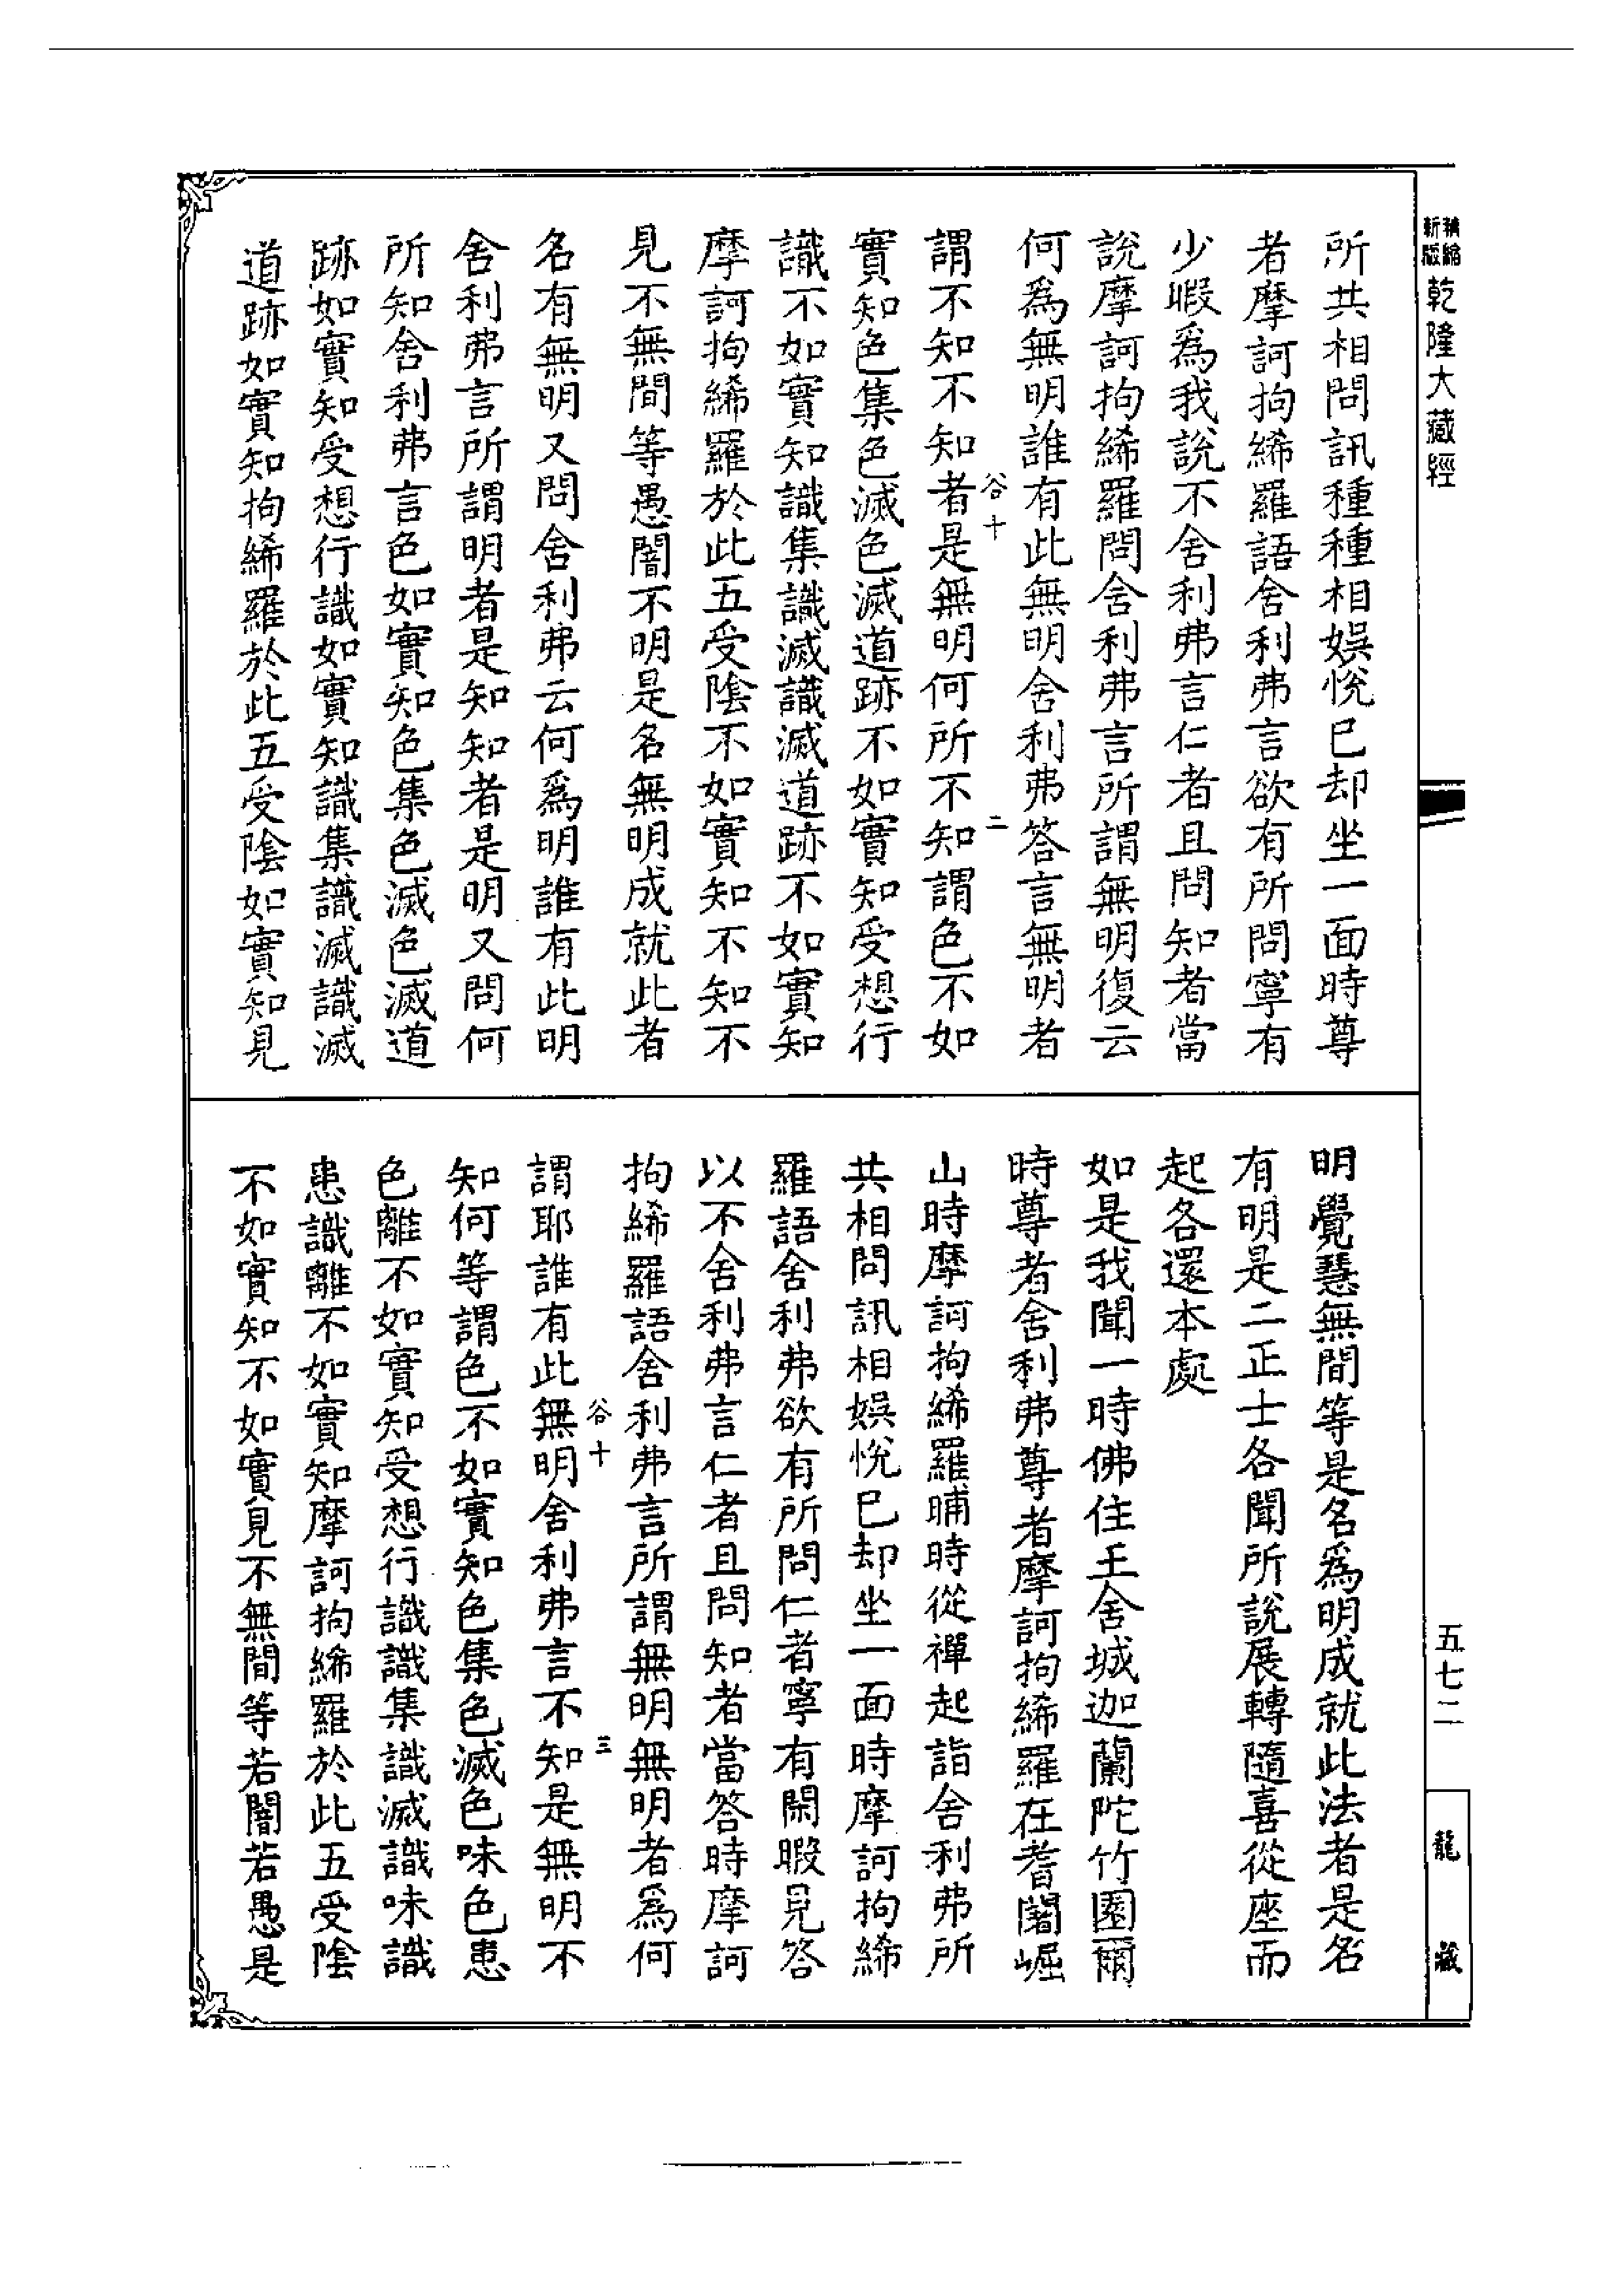 新編縮版乾隆大藏經
所共相問訊種種相娛悅已却坐一面時尊
者摩訶拘絺羅語舍利弗言欲有所問寧有
少暇爲我說不舍利弗言仁者且問知者當
說摩訶拘絺羅問舍利弗言所謂無明復云
何爲無明誰有此無明舍利弗答言無明者
谷十 二
謂不知不知者是無明何所不知謂色不如
實知色集色滅色滅道跡不如實知受想行
識不如實知識集識滅識滅道跡不如實知
摩訶拘絺羅於此五受陰不如實知不知不
見不無間等愚闇不明是名無明成就此者
名有無明又問舍利弗云何爲明誰有此明
舍利弗言所謂明者是知知者是明又問何
所知舍利弗言色如實知色集色滅色滅道
跡如實知受想行識如實知識集識滅識滅
道跡如實知拘絺羅於此五受陰如實知見
明覺慧無間等是名爲明成就此法者是名
有明是二正士各聞所說展轉隨喜從座而
起各還本處
如是我聞一時佛住王舍城迦蘭陀竹園爾
時尊者舍利弗尊者摩訶拘絺羅在耆闍崛
山時摩訶拘絺羅晡時從禪起詣舍利弗所
共相問訊相娛悅已却坐一面時摩訶拘絺
羅語舍利弗欲有所問仁者寧有閑暇見答
以不舍利弗言仁者且問知者當答時摩訶
拘絺羅語舍利弗言所謂無明無明者爲何
谷十 三
謂耶誰有此無明舍利弗言不知是無明不
知何等謂色不如實知色集色滅色味色患
色離不如實知受想行識識集識滅識味識
患識離不如實知摩訶拘絺羅於此五受陰
不如實知不如實見不無間等若闇若愚是
五七二
龍藏